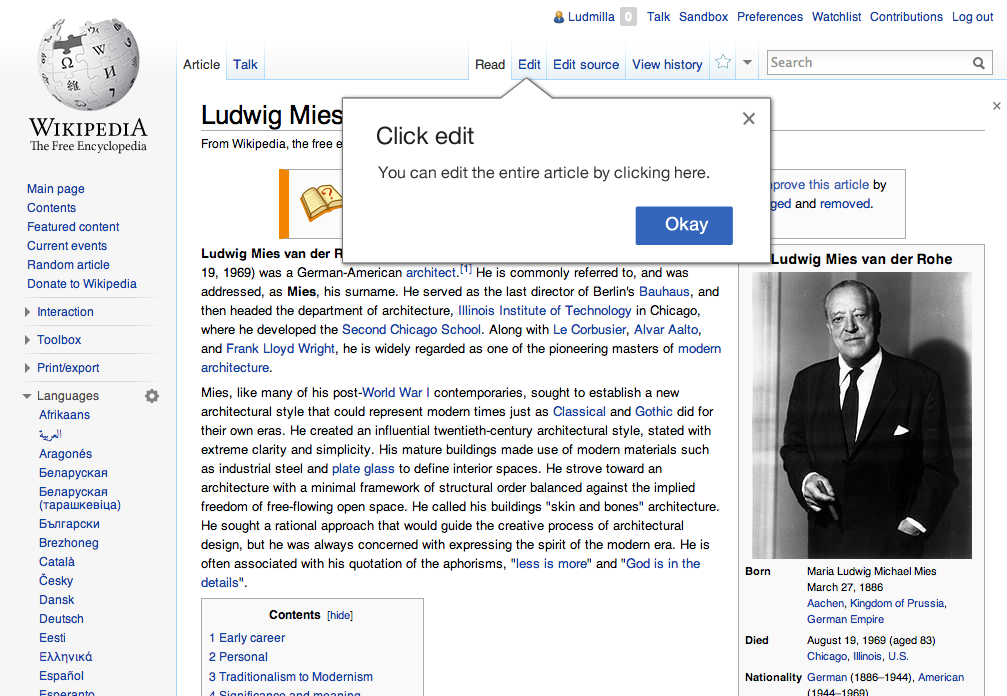 Ludmilla 0 Talk Sandbox Preferences Watchlist Contributions Log out
Article Talk Read Edit Edit source View history Search
WIKIPEDIA
The Free Encyclopedia
Main page
Contents
Featured content
Current events
Random article
Donate to Wikipedia
Interaction
Toolbox
Print/export
Languages
Afrikaans
العربية
Aragonés
Беларуская
Беларуская
(тарашкевіца)
Български
Brezhoneg
Català
Česky
Dansk
Deutsch
Eesti
Ελληνικά
Español
Esperanto
Ludwig Mies
From Wikipedia, the free
Click edit
You can edit the entire article by clicking here.
Okay
this article by
and removed.
Ludwig Mies van der
19, 1969) was a German-American architect.[1] He is commonly referred to, and was
addressed, as Mies, his surname. He served as the last director of Berlin's Bauhaus, and
then headed the department of architecture, Illinois Institute of Technology in Chicago,
where he developed the Second Chicago School. Along with Le Corbusier, Alvar Aalto,
and Frank Lloyd Wright, he is widely regarded as one of the pioneering masters of modern
architecture.
Mies, like many of his post-World War I contemporaries, sought to establish a new
architectural style that could represent modern times just as Classical and Gothic did for
their own eras. He created an influential twentieth-century architectural style, stated with
extreme clarity and simplicity. His mature buildings made use of modern materials such
as industrial steel and plate glass to define interior spaces. He strove toward an
architecture with a minimal framework of structural order balanced against the implied
freedom of free-flowing open space. He called his buildings "skin and bones" architecture.
He sought a rational approach that would guide the creative process of architectural
design, but he was always concerned with expressing the spirit of the modern era. He is
often associated with his quotation of the aphorisms, "less is more" and "God is in the
details".
Contents [hide]
1 Early career
2 Personal
3 Traditionalism to Modernism
4 Significance and meaning
Ludwig Mies van der Rohe
Born Maria Ludwig Michael Mies
March 27, 1886
Aachen, Kingdom of Prussia,
German Empire
Died August 19, 1969 (aged 83)
Chicago, Illinois, U.S.
Nationality German (1886–1944), American
(1944–1969)